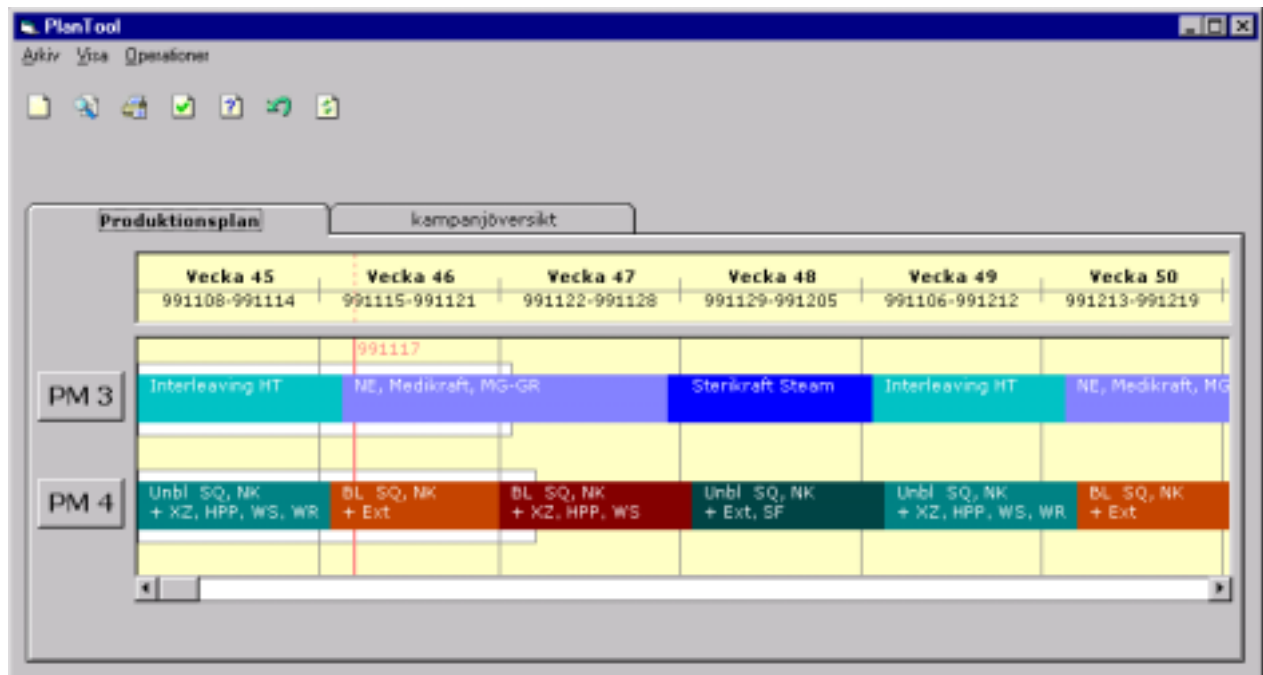 PlanTool
Arkiv Visa Operationer
Produktionsplan kampanjöversikt
Vecka 45 Vecka 46 Vecka 47 Vecka 48 Vecka 49 Vecka 50
991108-991114 991115-991121 991122-991128 991129-991205 991106-991212 991213-991219
991117
PM 3
Interleaving HT NE, Medikraft, MG-GR Sterikraft Steam Interleaving HT NE, Medikraft, MG
PM 4
Unbl SQ, NK BL SQ, NK BL SQ, NK Unbl SQ, NK Unbl SQ, NK BL SQ, NK
+ XZ, HPP, WS, WR + Ext + XZ, HPP, WS + Ext, SF + XZ, HPP, WS, WR + Ext